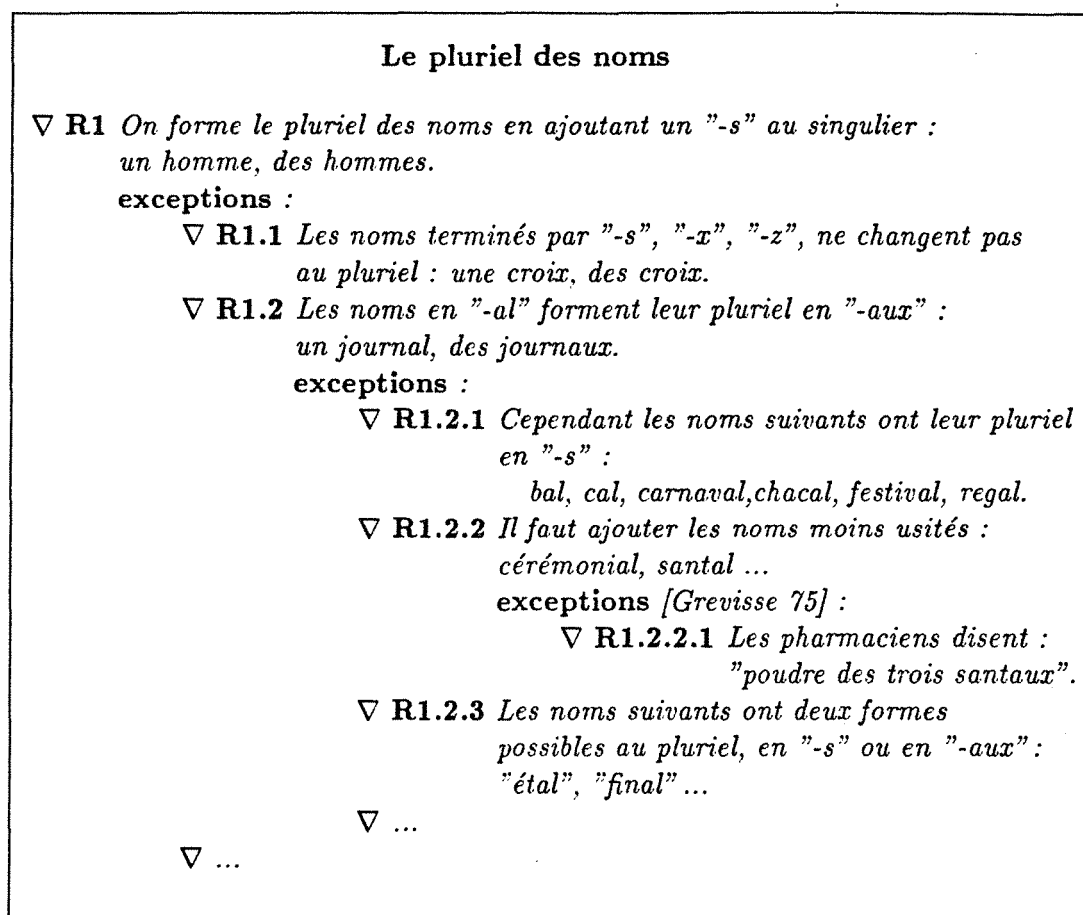 Le pluriel des noms
∇ R1 On forme le pluriel des noms en ajoutant un "-s" au singulier :
un homme, des hommes.
exceptions :
∇ R1.1 Les noms terminés par "-s", "-x", "-z", ne changent pas
au pluriel : une croix, des croix.
∇ R1.2 Les noms en "-al" forment leur pluriel en "-aux" :
un journal, des journaux.
exceptions :
∇ R1.2.1 Cependant les noms suivants ont leur pluriel
en "-s" :
bal, cal, carnaval,chacal, festival, regal.
∇ R1.2.2 Il faut ajouter les noms moins usités :
cérémonial, santal ...
exceptions [Grevisse 75] :
∇ R1.2.2.1 Les pharmaciens disent :
"poudre des trois santaux".
∇ R1.2.3 Les noms suivants ont deux formes
possibles au pluriel, en "-s" ou en "-aux" :
"étal", "final" ...
∇ ...
∇ ...